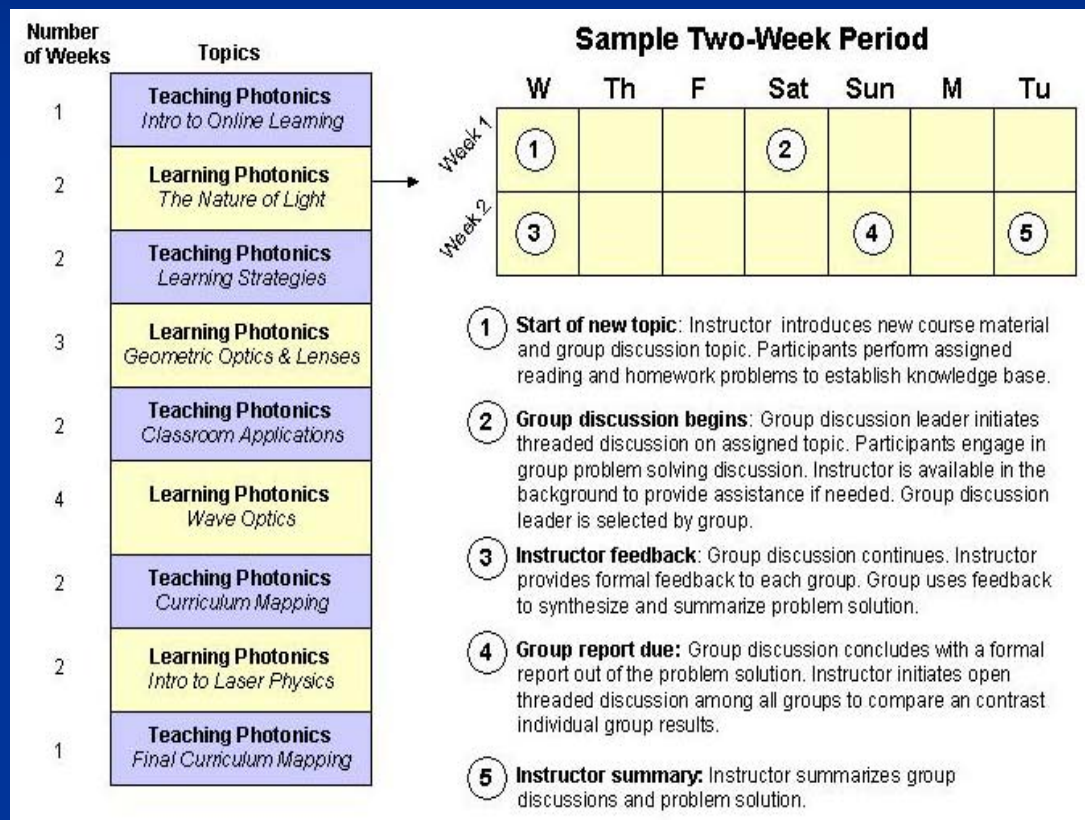 Number
of Weeks
Topics
1
Teaching Photonics
Intro to Online Learning
2
Learning Photonics
The Nature of Light
2
Teaching Photonics
Learning Strategies
3
Learning Photonics
Geometric Optics & Lenses
2
Teaching Photonics
Classroom Applications
4
Learning Photonics
Wave Optics
2
Teaching Photonics
Curriculum Mapping
2
Learning Photonics
Intro to Laser Physics
1
Teaching Photonics
Final Curriculum Mapping
Sample Two-Week Period
W Th F Sat Sun M Tu
Week 1
1 2
Week 2
3 4 5
1 Start of new topic: Instructor introduces new course material
and group discussion topic. Participants perform assigned
reading and homework problems to establish knowledge base.
2 Group discussion begins: Group discussion leader initiates
threaded discussion on assigned topic. Participants engage in
group problem solving discussion. Instructor is available in the
background to provide assistance if needed. Group discussion
leader is selected by group.
3 Instructor feedback: Group discussion continues. Instructor
provides formal feedback to each group. Group uses feedback
to synthesize and summarize problem solution.
4 Group report due: Group discussion concludes with a formal
report out of the problem solution. Instructor initiates open
threaded discussion among all groups to compare an contrast
individual group results.
5 Instructor summary: Instructor summarizes group
discussions and problem solution.